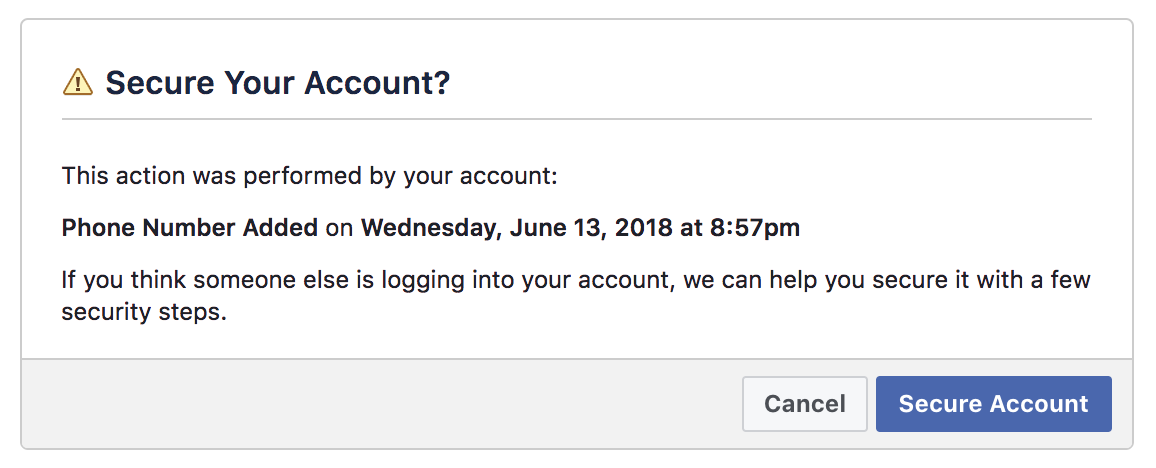 Secure Your Account?
This action was performed by your account:
Phone Number Added on Wednesday, June 13, 2018 at 8:57pm
If you think someone else is logging into your account, we can help you secure it with a few
security steps.
Cancel
Secure Account